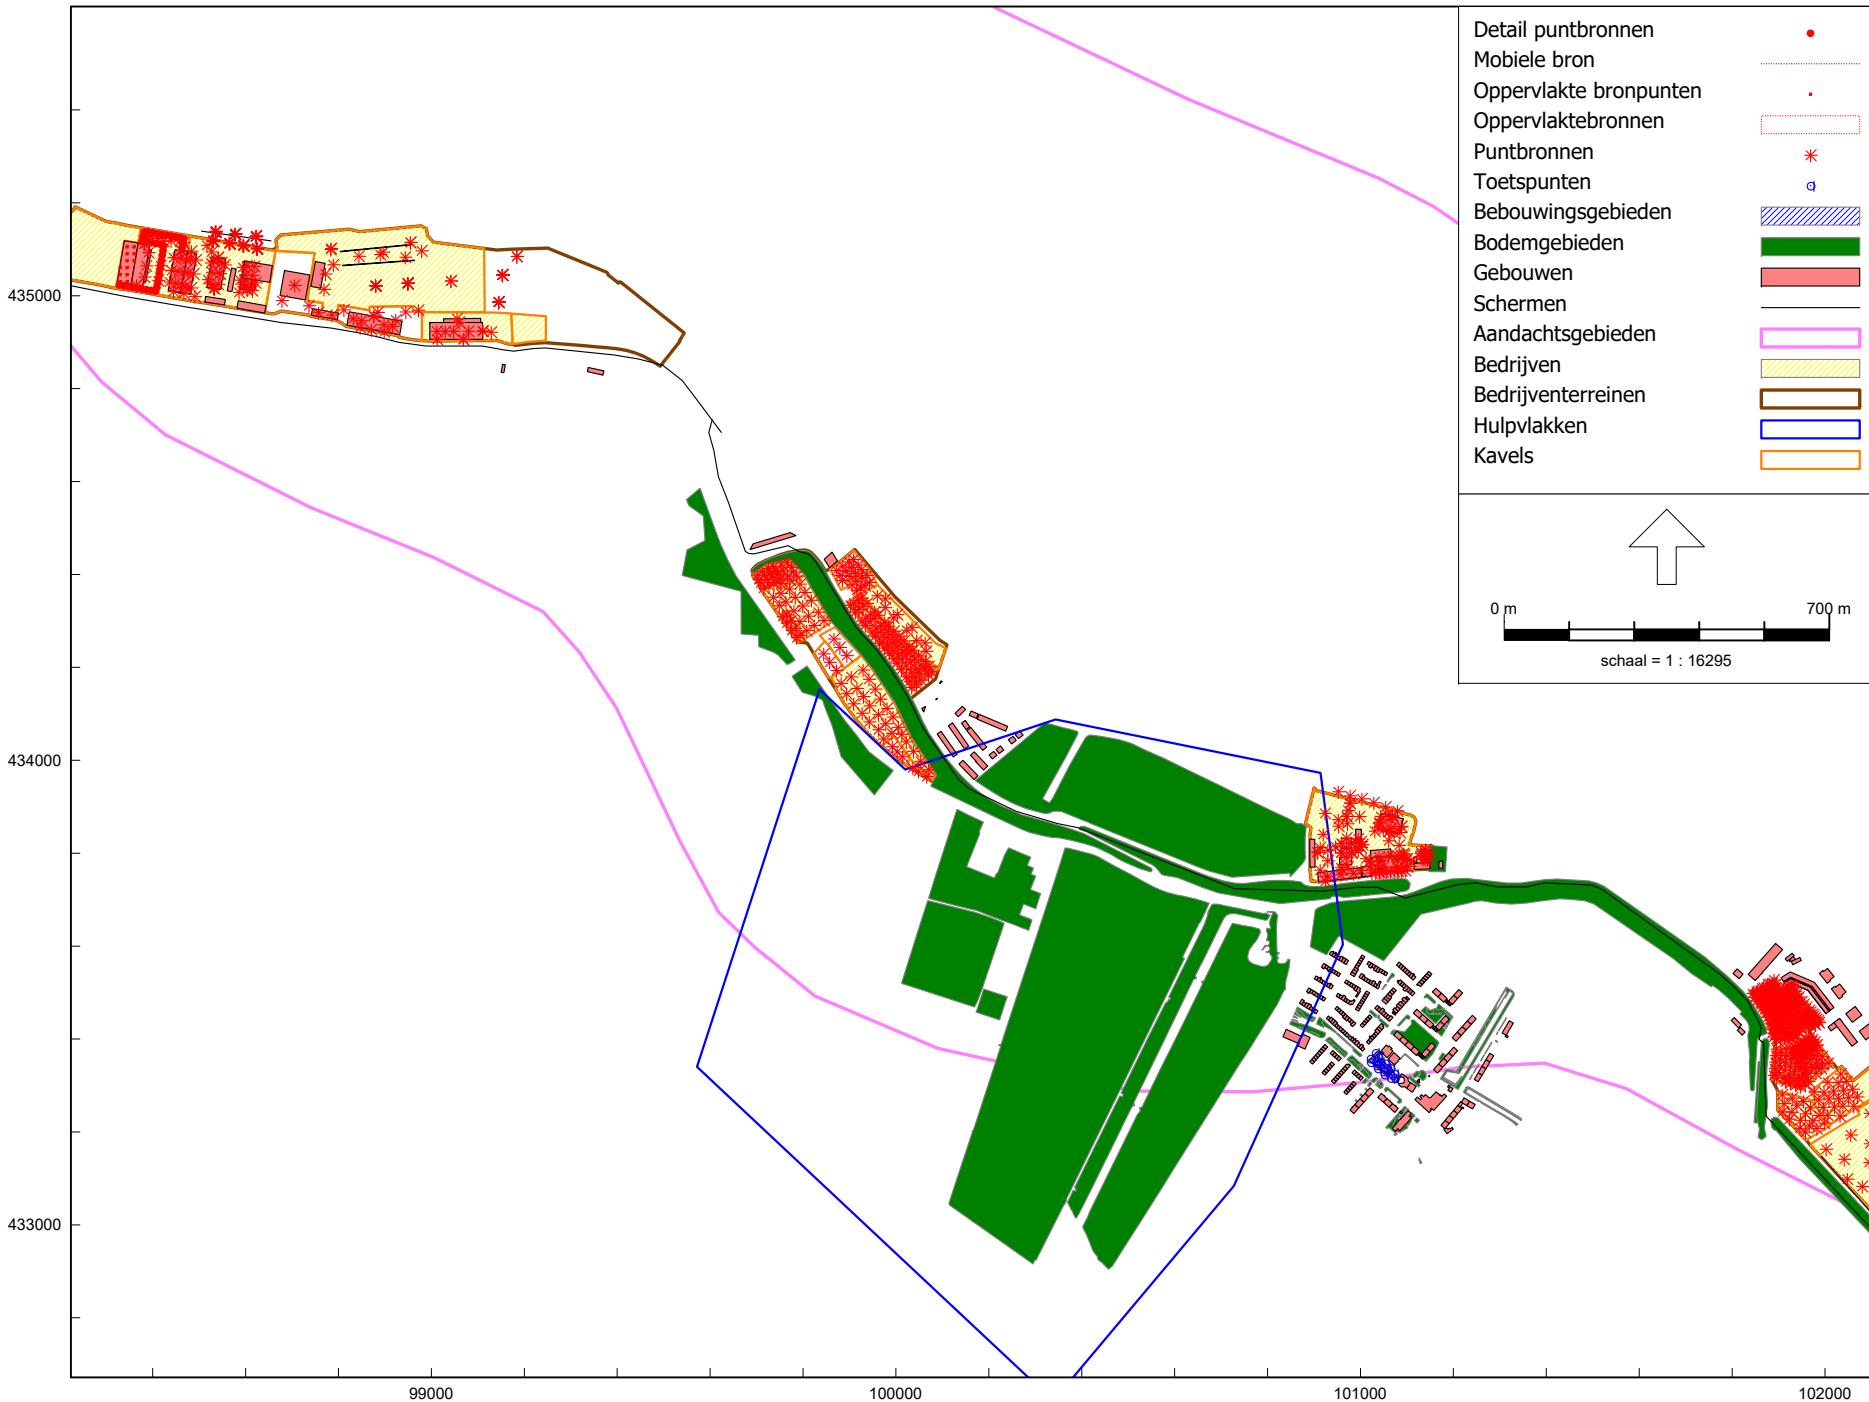 Detail puntbronnen
Mobiele bron
Oppervlakte bronpunten
Oppervlaktebronnen
Puntbronnen
Toetspunten
Bebouwingsgebieden
Bodemgebieden
Gebouwen
Schermen
Aandachtsgebieden
Bedrijven
Bedrijventerreinen
Hulpvlakken
Kavels
0 m 700 m
schaal = 1 : 16295
435000
434000
433000
99000 100000 101000 102000